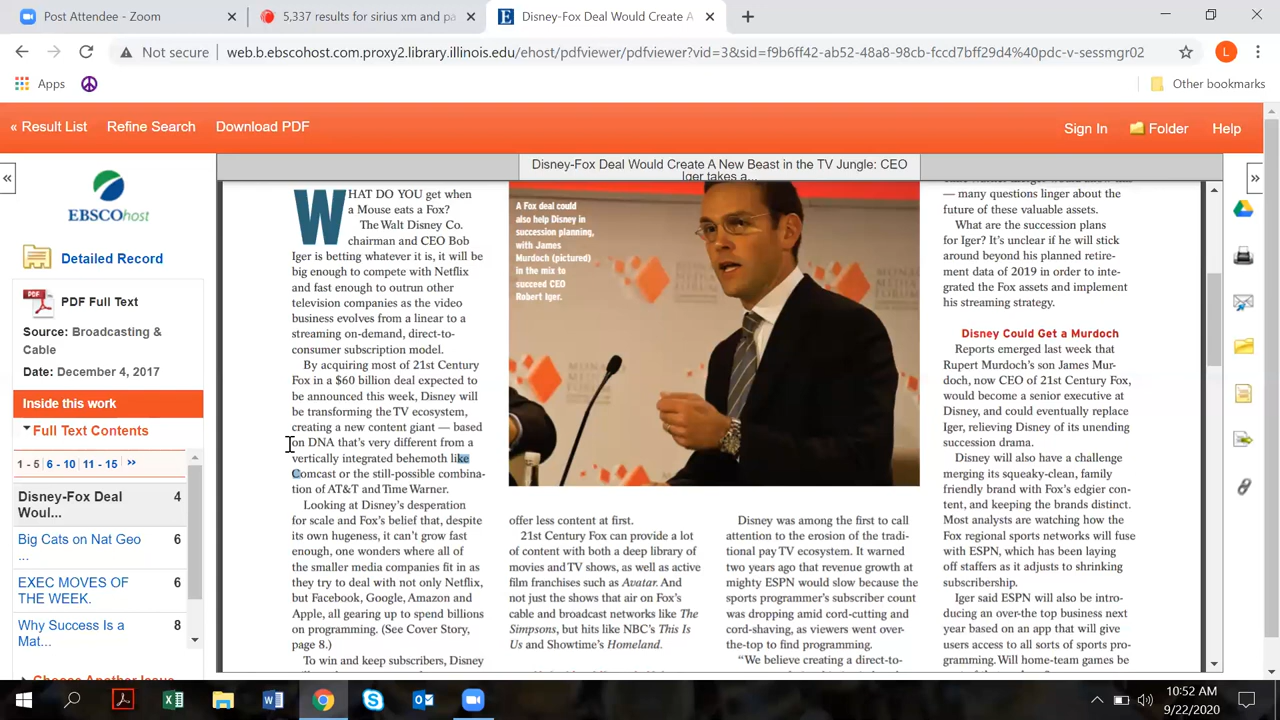 Post Attendee - Zoom
5,337 results for sirius xm and pa
Disney-Fox Deal Would Create A
Not secure
web.b.ebscohost.com.proxy2.library.illinois.edu/ehost/pdfviewer/pdfviewer?vid=3&sid=f9b6ff42-ab52-48a8-98cb-fccd7bff29d4%40pdc-v-sessmgr02
L
Apps
Other bookmarks
« Result List
Refine Search
Download PDF
Sign In
Folder
Help
Disney-Fox Deal Would Create A New Beast in the TV Jungle: CEO
Iger takes a...
EBSCOhost
Detailed Record
PDF Full Text
Source: Broadcasting &
Cable
Date: December 4, 2017
Inside this work
Full Text Contents
1 - 5 6 - 10 11 - 15 »
Disney-Fox Deal
Woul... 4
Big Cats on Nat Geo
... 6
EXEC MOVES OF
THE WEEK. 6
Why Success Is a
Mat... 8
WHAT DO YOU get when
a Mouse eats a Fox?
The Walt Disney Co.
chairman and CEO Bob
Iger is betting whatever it is, it will be
big enough to compete with Netflix
and fast enough to outrun other
television companies as the video
business evolves from a linear to a
streaming on-demand, direct-to-
consumer subscription model.
By acquiring most of 21st Century
Fox in a $60 billion deal expected to
be announced this week, Disney will
be transforming the TV ecosystem,
creating a new content giant — based
on DNA that's very different from a
vertically integrated behemoth like
Comcast or the still-possible combina-
tion of AT&T and Time Warner.
Looking at Disney's desperation
for scale and Fox's belief that, despite
its own hugeness, it can't grow fast
enough, one wonders where all of
the smaller media companies fit in as
they try to deal with not only Netflix,
but Facebook, Google, Amazon and
Apple, all gearing up to spend billions
on programming. (See Cover Story,
page 8.)
To win and keep subscribers, Disney
A Fox deal could
also help Disney in
succession planning,
with James
Murdoch (pictured)
in the mix to
succeed CEO
Robert Iger.
offer less content at first.
21st Century Fox can provide a lot
of content with both a deep library of
movies and TV shows, as well as active
film franchises such as Avatar. And
not just the shows that air on Fox's
cable and broadcast networks like The
Simpsons, but hits like NBC's This Is
Us and Showtime's Homeland.
Disney was among the first to call
attention to the erosion of the tradi-
tional pay TV ecosystem. It warned
two years ago that revenue growth at
mighty ESPN would slow because the
sports programmer's subscriber count
was dropping amid cord-cutting and
cord-shaving, as viewers went over-
the-top to find programming.
"We believe creating a direct-to-
— many questions linger about the
future of these valuable assets.
What are the succession plans
for Iger? It's unclear if he will stick
around beyond his planned retire-
ment data of 2019 in order to inte-
grated the Fox assets and implement
his streaming strategy.
Disney Could Get a Murdoch
Reports emerged last week that
Rupert Murdoch's son James Mur-
doch, now CEO of 21st Century Fox,
would become a senior executive at
Disney, and could eventually replace
Iger, relieving Disney of its unending
succession drama.
Disney will also have a challenge
merging its squeaky-clean, family
friendly brand with Fox's edgier con-
tent, and keeping the brands distinct.
Most analysts are watching how the
Fox regional sports networks will fuse
with ESPN, which has been laying
off staffers as it adjusts to shrinking
subscribership.
Iger said ESPN will also be intro-
ducing an over-the top business next
year based on an app that will give
users access to all sorts of sports pro-
gramming. Will home-team games be
10:52 AM
9/22/2020